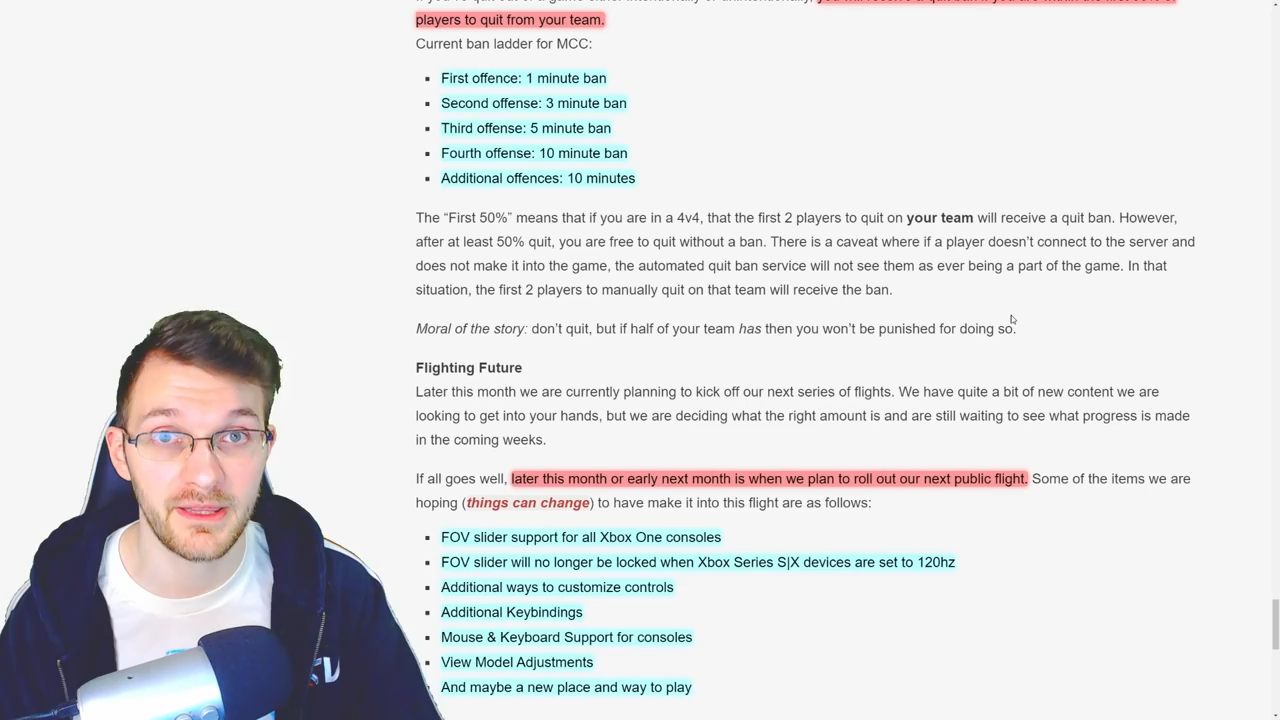 players to quit from your team.
Current ban ladder for MCC:
First offence: 1 minute ban
Second offense: 3 minute ban
Third offense: 5 minute ban
Fourth offense: 10 minute ban
Additional offences: 10 minutes
The “First 50%” means that if you are in a 4v4, that the first 2 players to quit on your team will receive a quit ban. However,
after at least 50% quit, you are free to quit without a ban. There is a caveat where if a player doesn’t connect to the server and
does not make it into the game, the automated quit ban service will not see them as ever being a part of the game. In that
situation, the first 2 players to manually quit on that team will receive the ban.
Moral of the story: don’t quit, but if half of your team has then you won’t be punished for doing so.
Flighting Future
Later this month we are currently planning to kick off our next series of flights. We have quite a bit of new content we are
looking to get into your hands, but we are deciding what the right amount is and are still waiting to see what progress is made
in the coming weeks.
If all goes well, later this month or early next month is when we plan to roll out our next public flight. Some of the items we are
hoping (things can change) to have make it into this flight are as follows:
FOV slider support for all Xbox One consoles
FOV slider will no longer be locked when Xbox Series S|X devices are set to 120hz
Additional ways to customize controls
Additional Keybindings
Mouse & Keyboard Support for consoles
View Model Adjustments
And maybe a new place and way to play